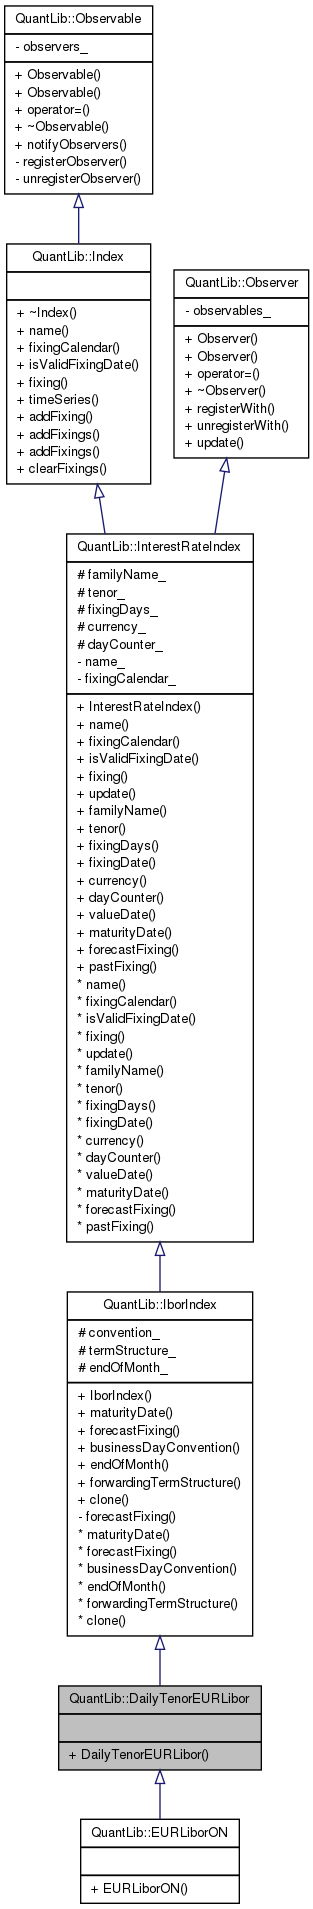 QuantLib::Observable
- observers_
+ Observable()
+ Observable()
+ operator=()
+ ~Observable()
+ notifyObservers()
- registerObserver()
- unregisterObserver()
QuantLib::Index
+ ~Index()
+ name()
+ fixingCalendar()
+ isValidFixingDate()
+ fixing()
+ timeSeries()
+ addFixing()
+ addFixings()
+ addFixings()
+ clearFixings()
QuantLib::Observer
- observables_
+ Observer()
+ Observer()
+ operator=()
+ ~Observer()
+ registerWith()
+ unregisterWith()
+ update()
QuantLib::InterestRateIndex
# familyName_
# tenor_
# fixingDays_
# currency_
# dayCounter_
- name_
- fixingCalendar_
+ InterestRateIndex()
+ name()
+ fixingCalendar()
+ isValidFixingDate()
+ fixing()
+ update()
+ familyName()
+ tenor()
+ fixingDays()
+ fixingDate()
+ currency()
+ dayCounter()
+ valueDate()
+ maturityDate()
+ forecastFixing()
+ pastFixing()
* name()
* fixingCalendar()
* isValidFixingDate()
* fixing()
* update()
* familyName()
* tenor()
* fixingDays()
* fixingDate()
* currency()
* dayCounter()
* valueDate()
* maturityDate()
* forecastFixing()
* pastFixing()
QuantLib::IborIndex
# convention_
# termStructure_
# endOfMonth_
+ IborIndex()
+ maturityDate()
+ forecastFixing()
+ businessDayConvention()
+ endOfMonth()
+ forwardingTermStructure()
+ clone()
- forecastFixing()
* maturityDate()
* forecastFixing()
* businessDayConvention()
* endOfMonth()
* forwardingTermStructure()
* clone()
QuantLib::DailyTenorEURLibor
+ DailyTenorEURLibor()
QuantLib::EURLiborON
+ EURLiborON()